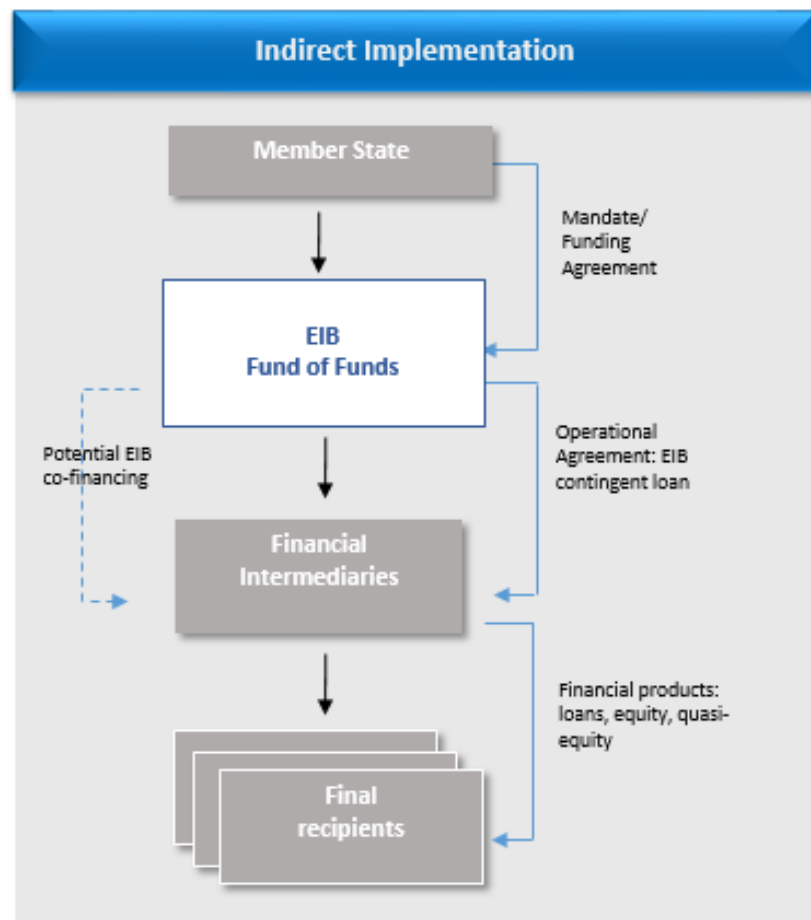 Indirect Implementation
Member State
Mandate/
Funding
Agreement
EIB
Fund of Funds
Potential EIB
co-financing
Operational
Agreement: EIB
contingent loan
Financial
Intermediaries
Financial products:
loans, equity, quasi-
equity
Final
recipients